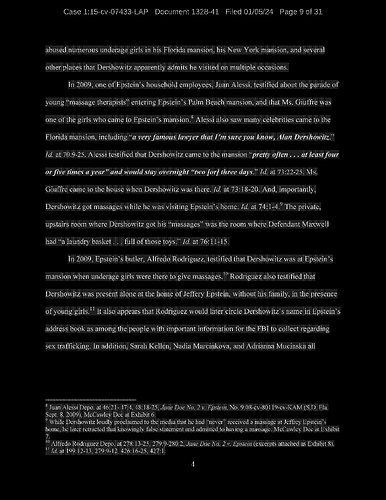 Case 1:15-cv-07433-LAP Document 1328-41 Filed 01/05/24 Page 9 of 31
abused numerous underage girls in his Florida mansion, his New York mansion, and several
other places that Dershowitz apparently admits he visited on multiple occasions.
In 2009, one of Epstein's household employees, Juan Alessi, testified about the parade of
young "massage therapists" entering Epstein's Palm Beach mansion, and that Ms. Giuffre was
one of the girls who came to Epstein's mansion.8 Alessi also saw many celebrities came to the
Florida mansion, including "a very famous lawyer that I'm sure you know, Alan Dershowitz."
Id. at 70:9-25. Alessi testified that Dershowitz came to the mansion "pretty often . . . at least four
or five times a year" and would stay overnight "two [or] three days." Id. at 73:22-25. Ms.
Giuffre came to the house when Dershowitz was there. Id. at 73:18-20. And, importantly,
Dershowitz got massages while he was visiting Epstein's home. Id. at 74:1-4.9 The private,
upstairs room where Dershowitz got his "massages" was the room where Defendant Maxwell
had "a laundry basket . . . full of those toys." Id. at 76:11-15.
In 2009, Epstein's butler, Alfredo Rodriguez, testified that Dershowitz was at Epstein's
mansion when underage girls were there to give massages.10 Rodriguez also testified that
Dershowitz was present alone at the home of Jeffery Epstein, without his family, in the presence
of young girls.11 It also appears that Rodriguez would later circle Dershowitz's name in Epstein's
address book as among the people with important information for the FBI to collect regarding
sex trafficking. In addition, Sarah Kellen, Nadia Marcinkova, and Adrianna Mucinska all
8 Juan Alessi Depo. at 46:21- 47:4, 48:18-25, Jane Doe No. 2 v. Epstein, No. 9:08-cv-80119wv-KAM (S.D. Fla.
Sept. 8, 2009), McCawley Dec at Exhibit 6.
9 While Dershowitz loudly proclaimed to the media that he had "never" received a massage at Jeffrey Epstein's
home, he later retracted that knowingly false statement and admitted to having a massage. McCawley Dec at Exhibit
7.
10 Alfredo Rodriguez Depo. at 278:13-25, 279:9-280:2, Jane Doe No. 2 v. Epstein (excerpts attached as Exhibit 8).
11 Id. at 199:12-13, 279:9-12, 426:16-25, 427:1.
4